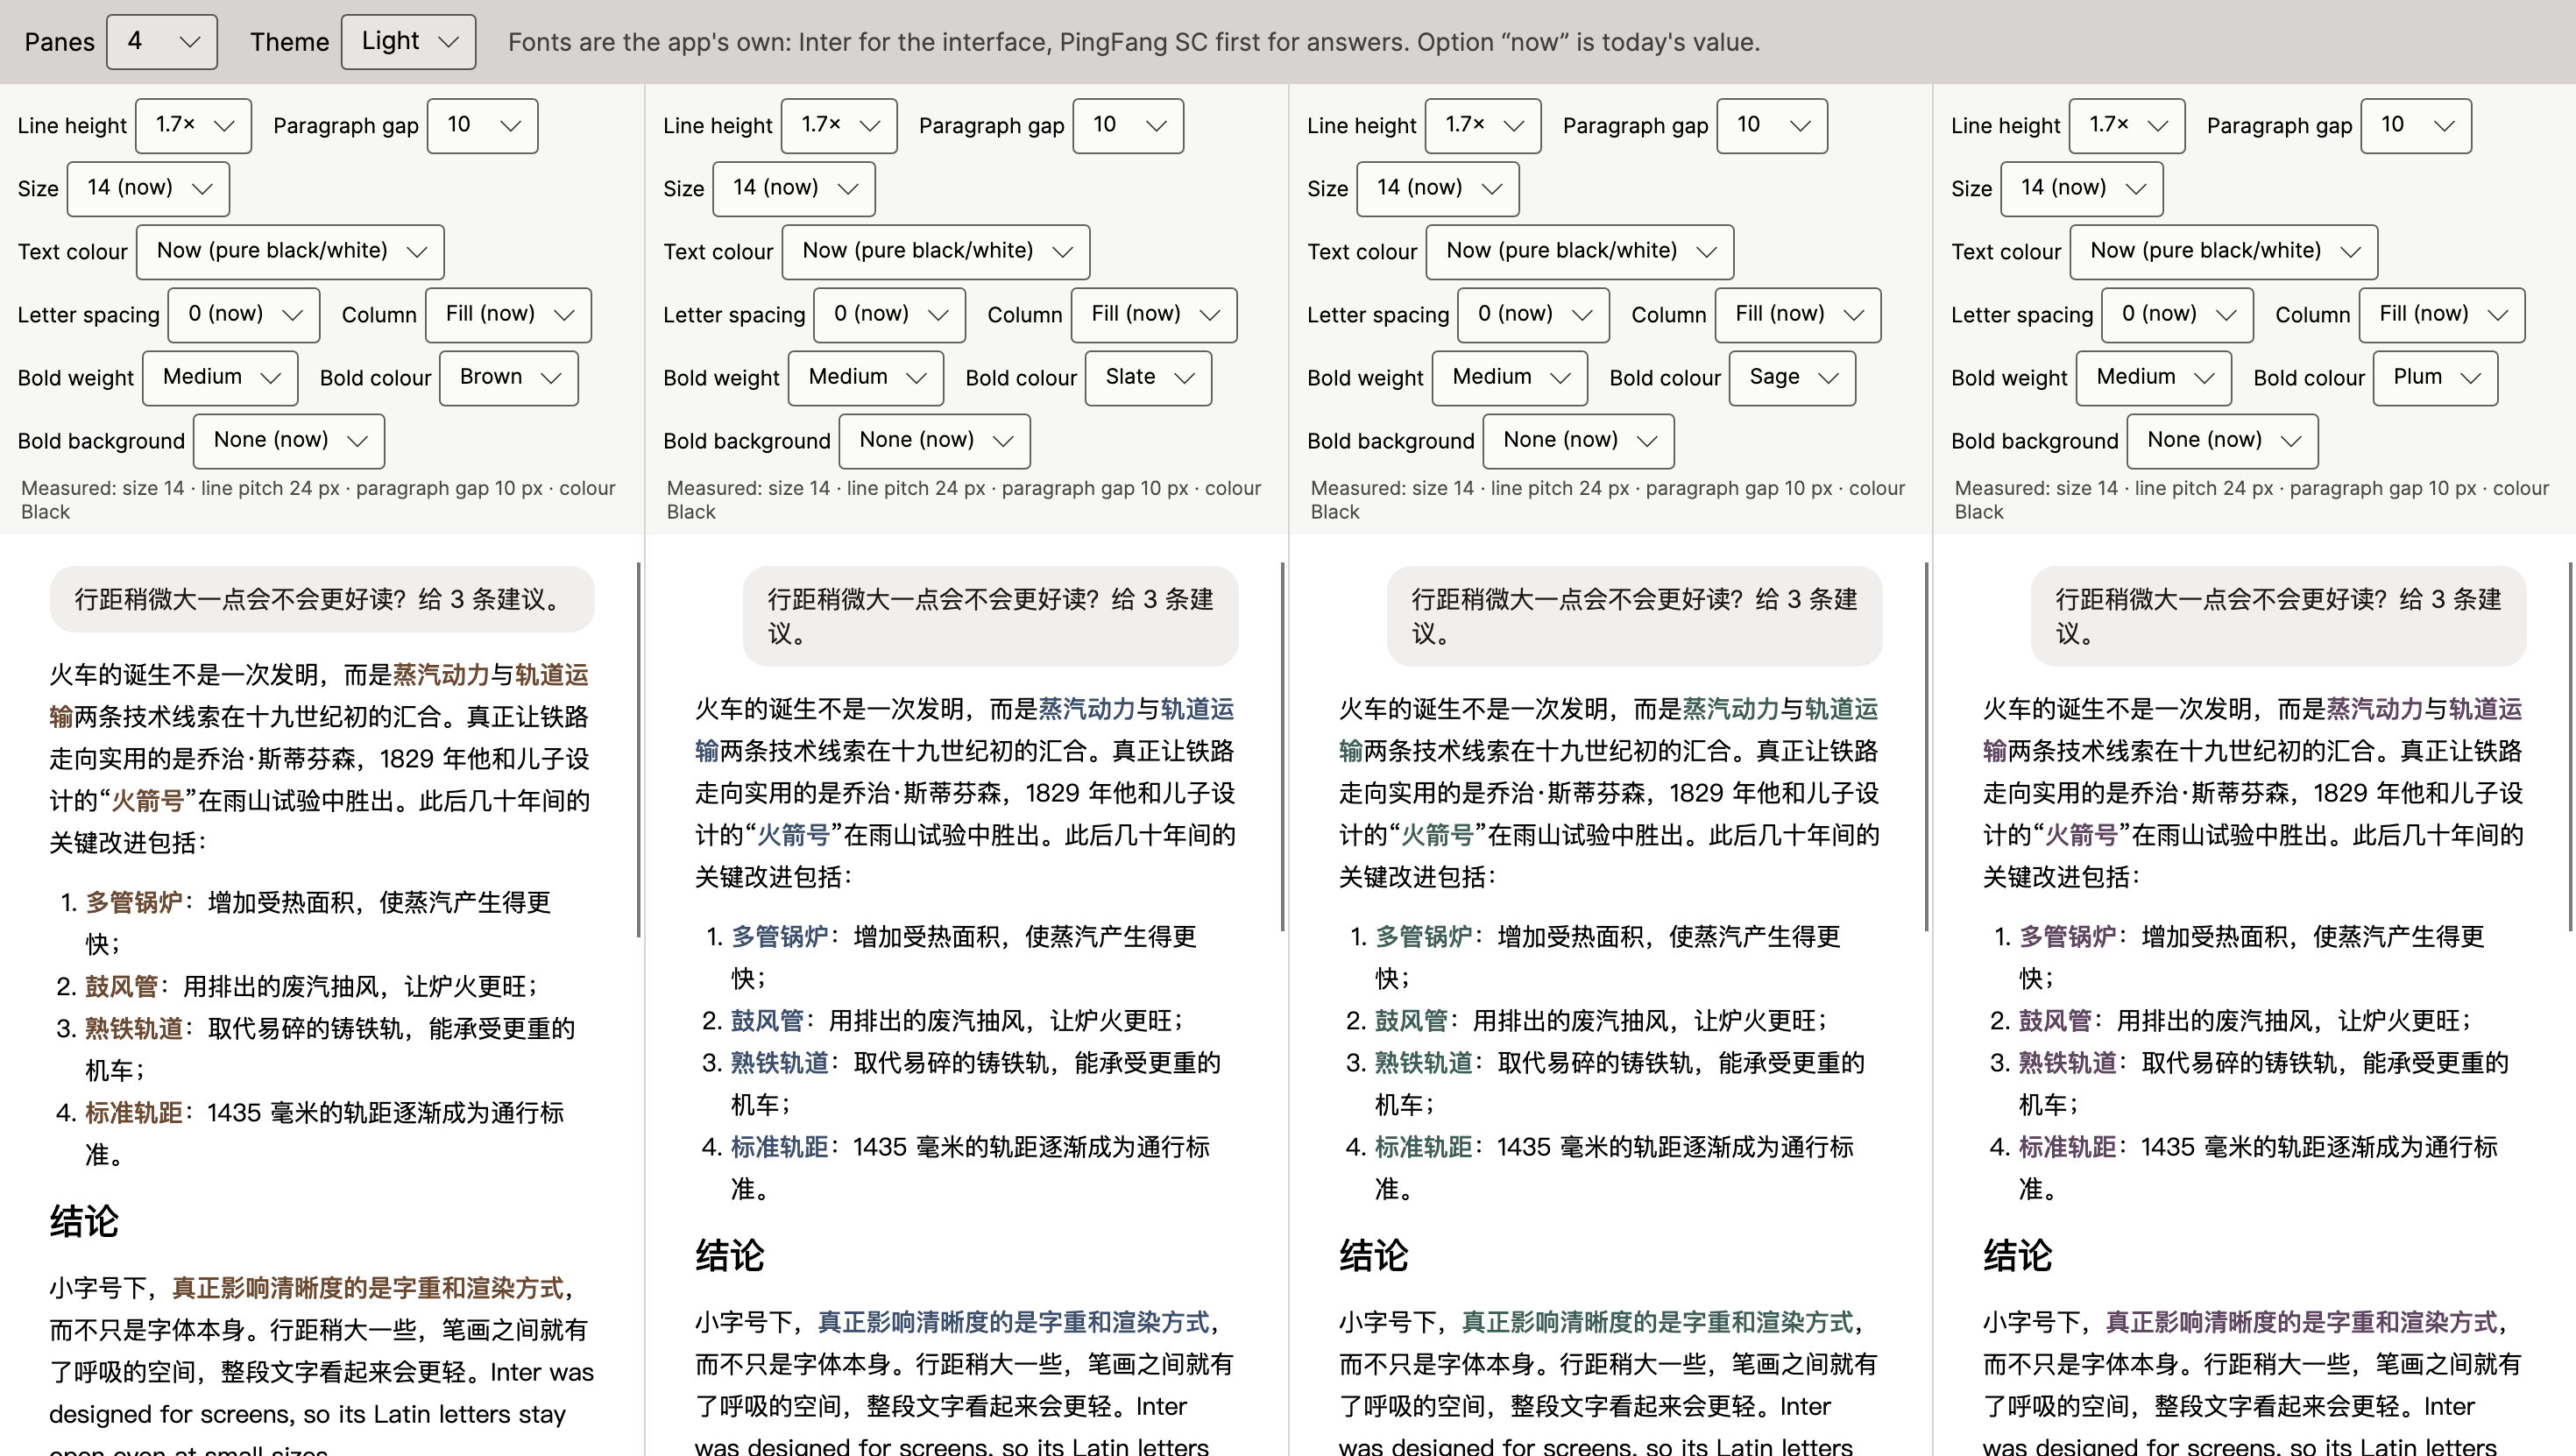 Panes 4 Theme Light Fonts are the app's own: Inter for the interface, PingFang SC first for answers. Option “now” is today's value.
Line height 1.7× Paragraph gap 10
Size 14 (now)
Text colour Now (pure black/white)
Letter spacing 0 (now) Column Fill (now)
Bold weight Medium Bold colour Brown
Bold background None (now)
Measured: size 14 · line pitch 24 px · paragraph gap 10 px · colour
Black
行距稍微大一点会不会更好读？给 3 条建议。
火车的诞生不是一次发明，而是蒸汽动力与轨道运
输两条技术线索在十九世纪初的汇合。真正让铁路
走向实用的是乔治·斯蒂芬森，1829 年他和儿子设
计的“火箭号”在雨山试验中胜出。此后几十年间的
关键改进包括：
1. 多管锅炉：增加受热面积，使蒸汽产生得更
快；
2. 鼓风管：用排出的废汽抽风，让炉火更旺；
3. 熟铁轨道：取代易碎的铸铁轨，能承受更重的
机车；
4. 标准轨距：1435 毫米的轨距逐渐成为通行标
准。
结论
小字号下，真正影响清晰度的是字重和渲染方式，
而不只是字体本身。行距稍大一些，笔画之间就有
了呼吸的空间，整段文字看起来会更轻。Inter was
designed for screens, so its Latin letters stay
open even at small sizes
Line height 1.7× Paragraph gap 10
Size 14 (now)
Text colour Now (pure black/white)
Letter spacing 0 (now) Column Fill (now)
Bold weight Medium Bold colour Slate
Bold background None (now)
Measured: size 14 · line pitch 24 px · paragraph gap 10 px · colour
Black
行距稍微大一点会不会更好读？给 3 条建
议。
火车的诞生不是一次发明，而是蒸汽动力与轨道运
输两条技术线索在十九世纪初的汇合。真正让铁路
走向实用的是乔治·斯蒂芬森，1829 年他和儿子设
计的“火箭号”在雨山试验中胜出。此后几十年间的
关键改进包括：
1. 多管锅炉：增加受热面积，使蒸汽产生得更
快；
2. 鼓风管：用排出的废汽抽风，让炉火更旺；
3. 熟铁轨道：取代易碎的铸铁轨，能承受更重的
机车；
4. 标准轨距：1435 毫米的轨距逐渐成为通行标
准。
结论
小字号下，真正影响清晰度的是字重和渲染方式，
而不只是字体本身。行距稍大一些，笔画之间就有
了呼吸的空间，整段文字看起来会更轻。Inter
was designed for screens, so its Latin letters
Line height 1.7× Paragraph gap 10
Size 14 (now)
Text colour Now (pure black/white)
Letter spacing 0 (now) Column Fill (now)
Bold weight Medium Bold colour Sage
Bold background None (now)
Measured: size 14 · line pitch 24 px · paragraph gap 10 px · colour
Black
行距稍微大一点会不会更好读？给 3 条建
议。
火车的诞生不是一次发明，而是蒸汽动力与轨道运
输两条技术线索在十九世纪初的汇合。真正让铁路
走向实用的是乔治·斯蒂芬森，1829 年他和儿子设
计的“火箭号”在雨山试验中胜出。此后几十年间的
关键改进包括：
1. 多管锅炉：增加受热面积，使蒸汽产生得更
快；
2. 鼓风管：用排出的废汽抽风，让炉火更旺；
3. 熟铁轨道：取代易碎的铸铁轨，能承受更重的
机车；
4. 标准轨距：1435 毫米的轨距逐渐成为通行标
准。
结论
小字号下，真正影响清晰度的是字重和渲染方式，
而不只是字体本身。行距稍大一些，笔画之间就有
了呼吸的空间，整段文字看起来会更轻。Inter
was designed for screens, so its Latin letters
Line height 1.7× Paragraph gap 10
Size 14 (now)
Text colour Now (pure black/white)
Letter spacing 0 (now) Column Fill (now)
Bold weight Medium Bold colour Plum
Bold background None (now)
Measured: size 14 · line pitch 24 px · paragraph gap 10 px · colour
Black
行距稍微大一点会不会更好读？给 3 条建
议。
火车的诞生不是一次发明，而是蒸汽动力与轨道运
输两条技术线索在十九世纪初的汇合。真正让铁路
走向实用的是乔治·斯蒂芬森，1829 年他和儿子设
计的“火箭号”在雨山试验中胜出。此后几十年间的
关键改进包括：
1. 多管锅炉：增加受热面积，使蒸汽产生得更
快；
2. 鼓风管：用排出的废汽抽风，让炉火更旺；
3. 熟铁轨道：取代易碎的铸铁轨，能承受更重的
机车；
4. 标准轨距：1435 毫米的轨距逐渐成为通行标
准。
结论
小字号下，真正影响清晰度的是字重和渲染方式，
而不只是字体本身。行距稍大一些，笔画之间就有
了呼吸的空间，整段文字看起来会更轻。Inter
was designed for screens, so its Latin letters